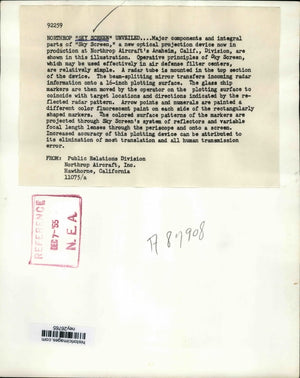 92259
NORTHROP "SKY SCREEN" UNVEILED....Major components and integral
parts of "Sky Screen," a new optical projection device now in
production at Northrop Aircraft's Anaheim, Calif., Division, are
shown in this illustration. Operative principles of Sky Screen,
which may be used effectively in air defense filter centers,
are relatively simple. A radar tube is mounted in the top section
of the device. The beam-splitting mirror transfers incoming radar
information onto a 16-inch plotting surface. The glass chip
markers are then moved by the operator on the plotting surface to
coincide with target locations and directions indicated by the re-
flected radar pattern. Arrow points and numerals are painted a
different color fluorescent paint on each side of the rectangularly
shaped markers. The colored surface patterns of the markers are
projected through Sky Screen's system of reflectors and variable
focal length lenses through the periscope and onto a screen.
Increased accuracy of this plotting device can be attributed to
its elimination of most translation and all human transmission
error.
FROM: Public Relations Division
Northrop Aircraft, Inc.
Hawthorne, California
11075/a
REFERENCE
DEC 7-'55
N.E.A.
A 87908
historicimages.com